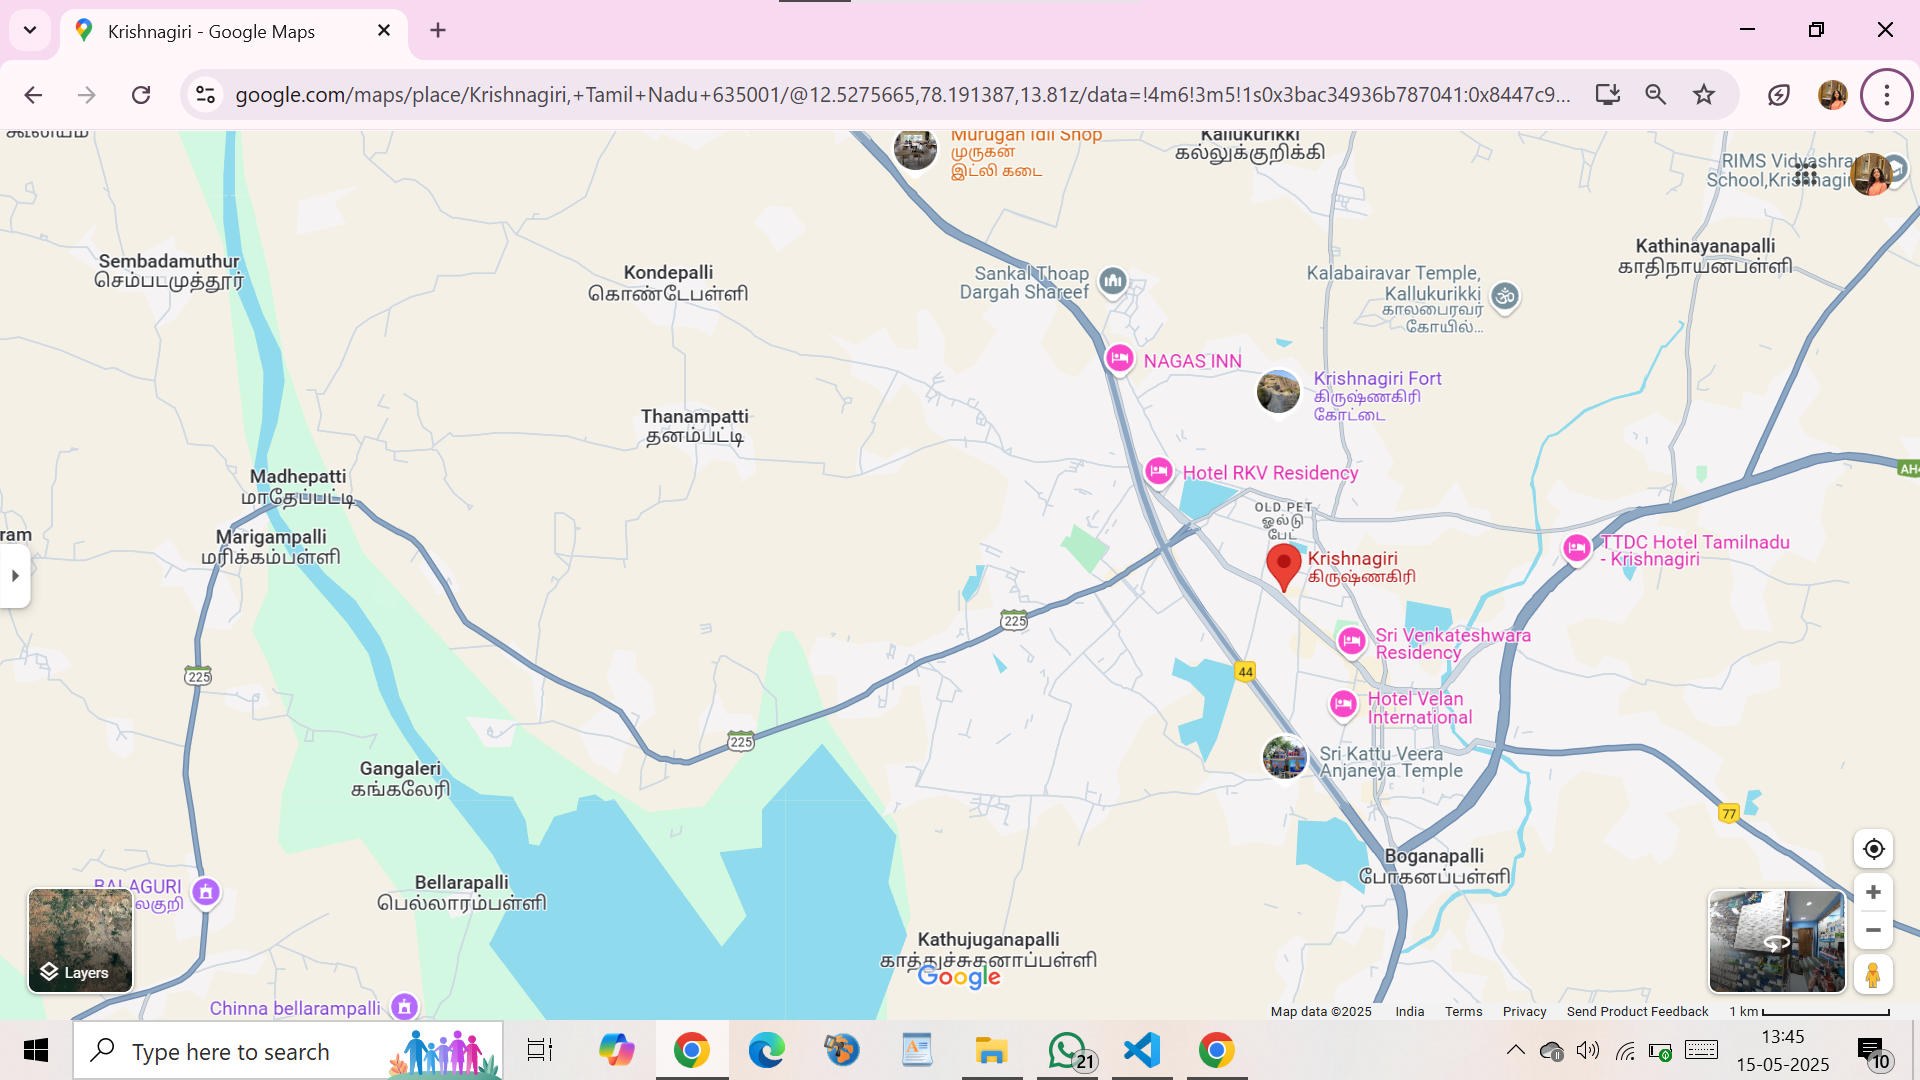 Krishnagiri - Google Maps
google.com/maps/place/Krishnagiri,+Tamil+Nadu+635001/@12.5275665,78.191387,13.81z/data=!4m6!3m5!1s0x3bac34936b787041:0x8447c9...
Murugan Idli Shop
முருகன்
இட்லி கடை
Kallukurikki
கல்லுக்குறிக்கி
RIMS Vidyashra
School,Krishnagiri
Sembadamuthur
செம்படமுத்தூர்
Kondepalli
கொண்டேபள்ளி
Sankal Thoap
Dargah Shareef
Kalabairavar Temple,
Kallukurikki
காலபைரவர்
கோயில்...
Kathinayanapalli
காதிநாயனபள்ளி
NAGAS INN
Krishnagiri Fort
கிருஷ்ணகிரி
கோட்டை
Thanampatti
தனம்பட்டி
Hotel RKV Residency
AH4
Madhepatti
மாதேப்பட்டி
OLD PET
ஓல்டு
பேட்
ram
Marigampalli
மரிக்கம்பள்ளி
TTDC Hotel Tamilnadu
- Krishnagiri
Krishnagiri
கிருஷ்ணகிரி
225
Sri Venkateshwara
Residency
225
44
Hotel Velan
International
225
Sri Kattu Veera
Anjaneya Temple
Gangaleri
கங்கலேரி
77
Boganapalli
போகனப்பள்ளி
BALAGURI
லகுறி
Bellarapalli
பெல்லாரம்பள்ளி
Kathujuganapalli
காத்துச்சுகனாப்பள்ளி
Layers
Google
Chinna bellarampalli
Map data ©2025 India Terms Privacy Send Product Feedback 1 km
Type here to search
21
13:45
15-05-2025
10